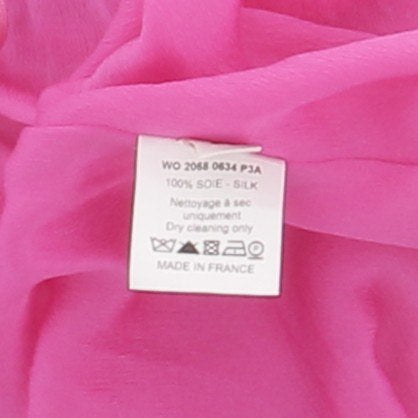 WO 2068 0634 P3A
100% SOIE - SILK
Nettoyage à sec
uniquement
Dry cleaning only
P
MADE IN FRANCE